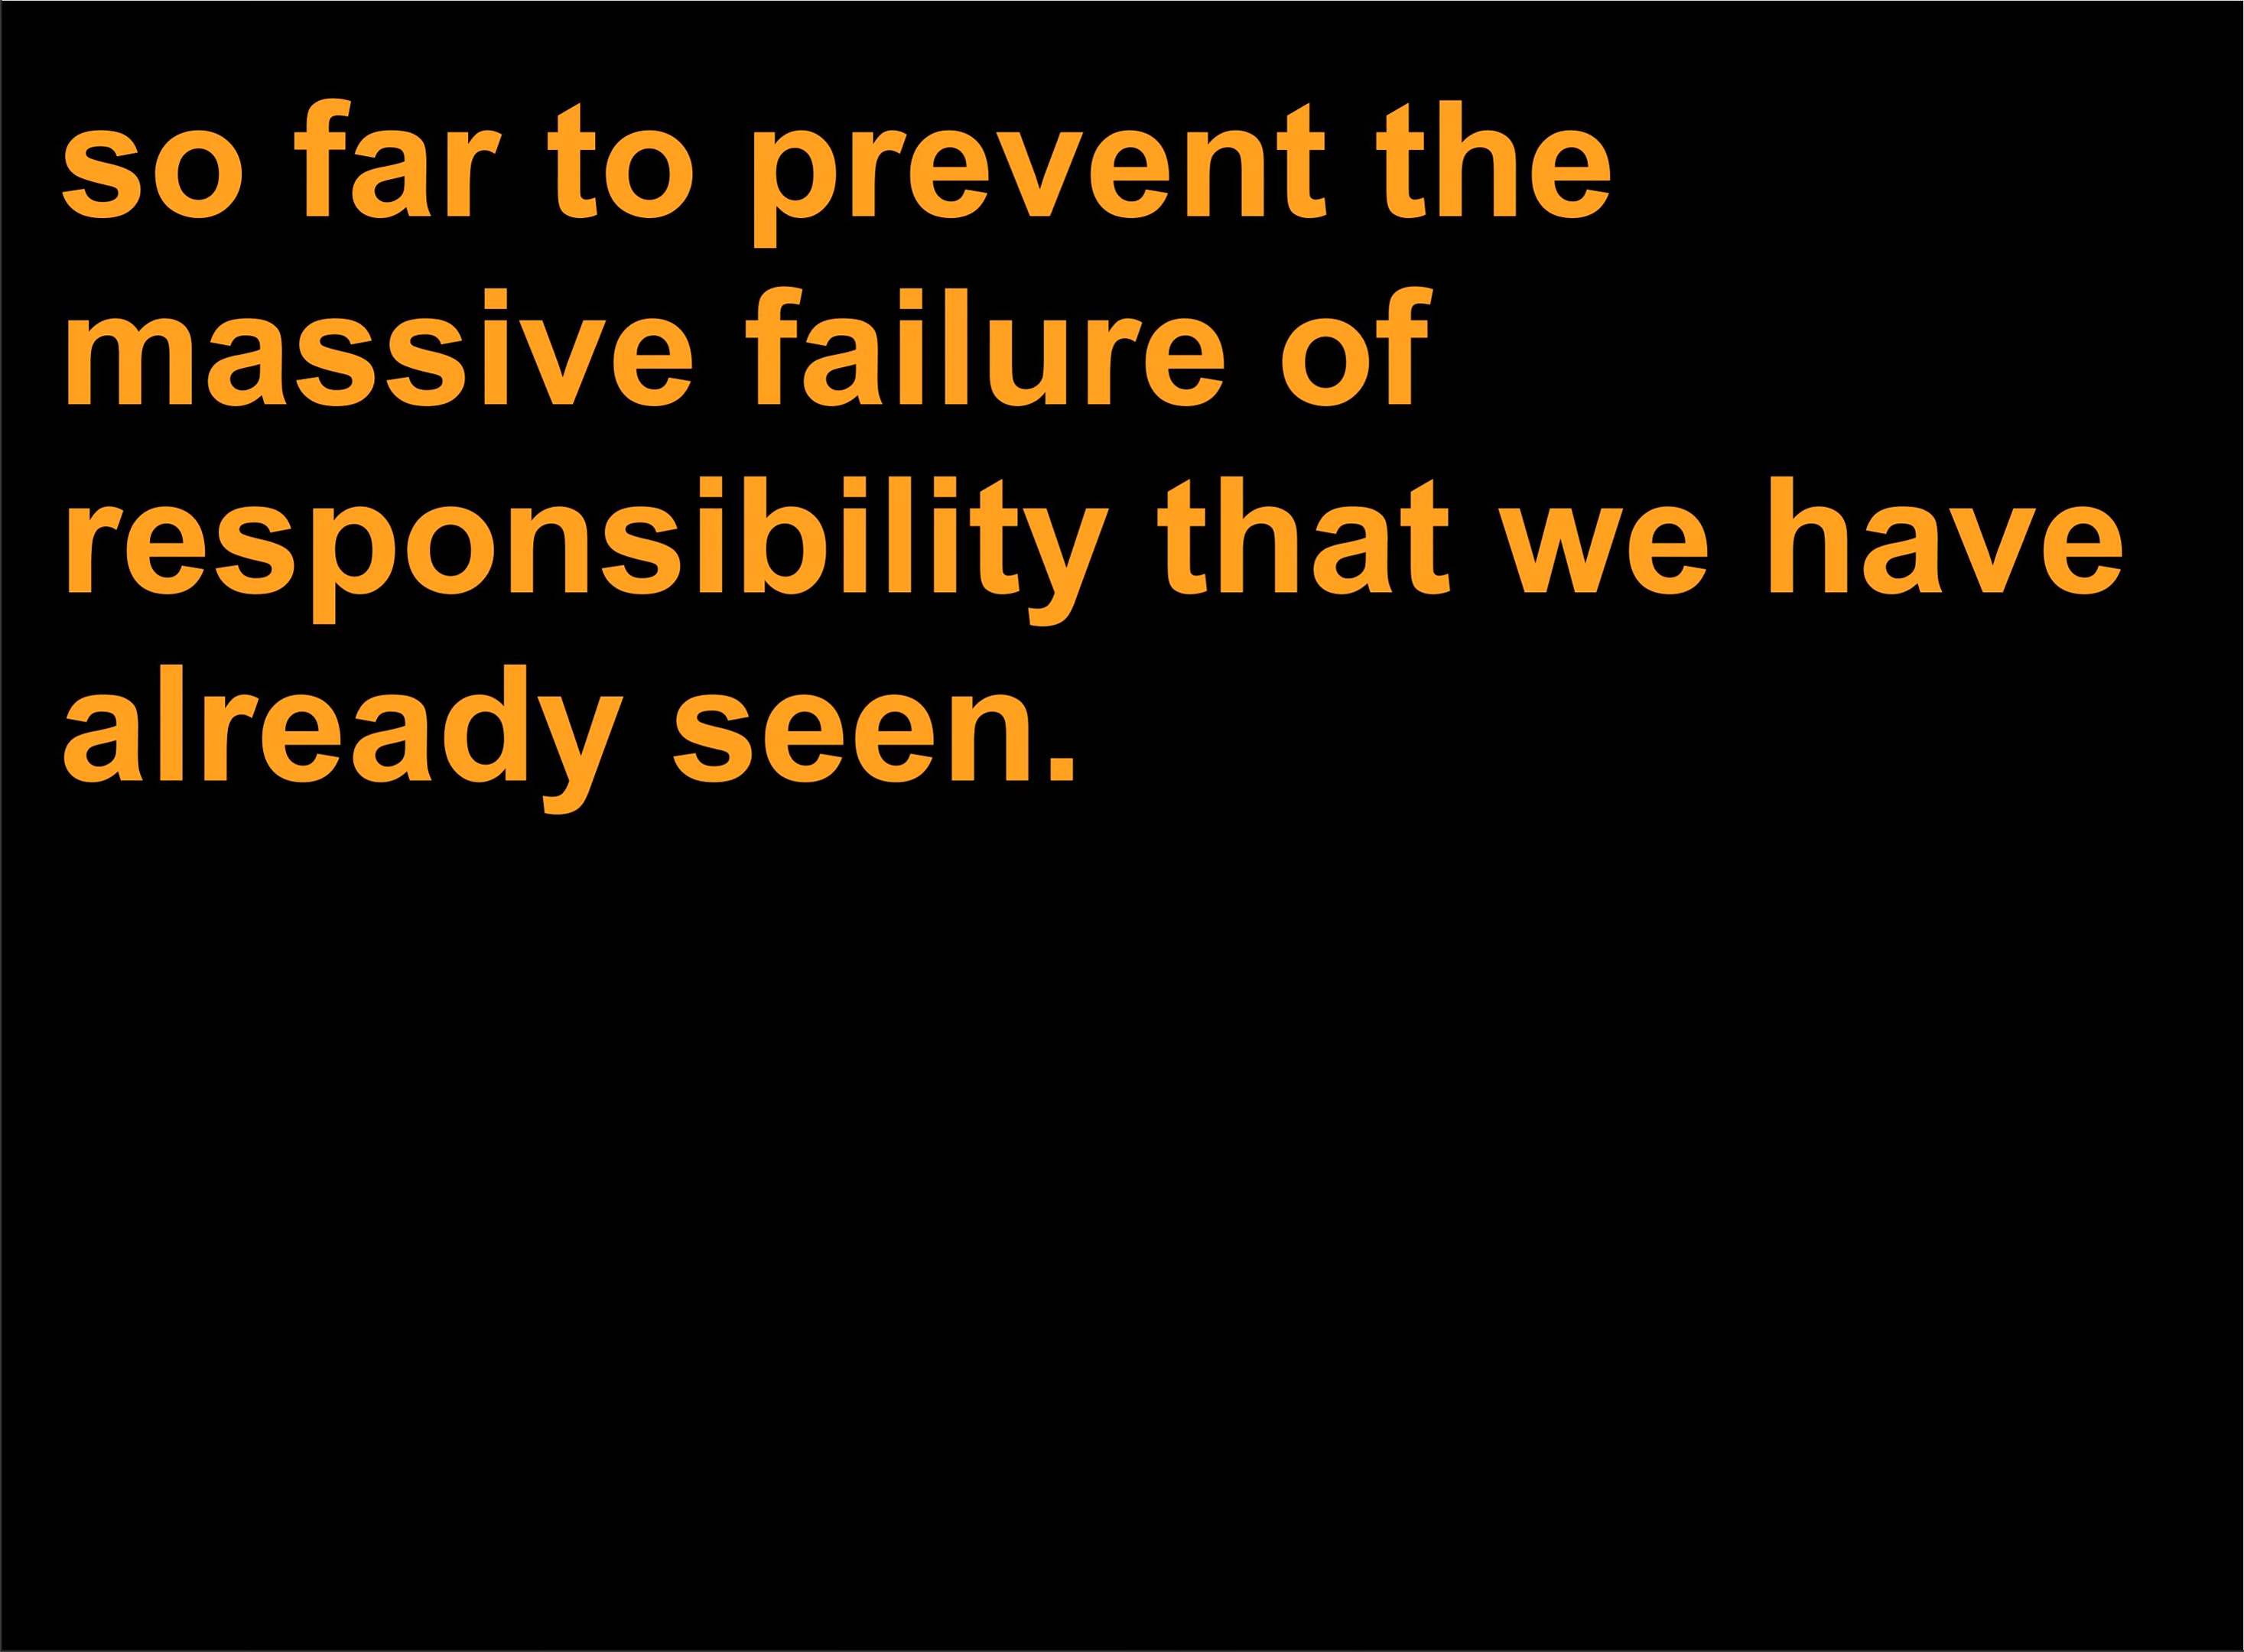 so far to prevent the
massive failure of
responsibility that we have
already seen.